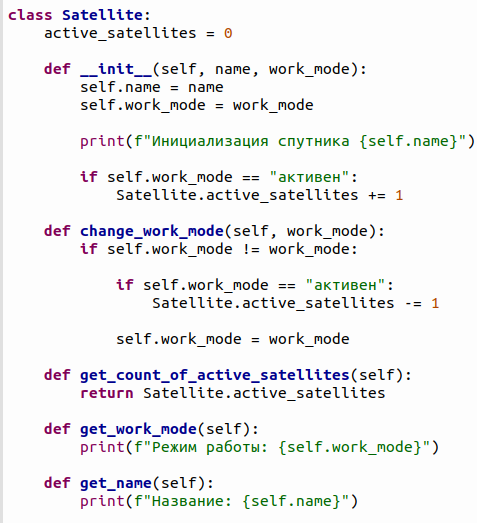 class Satellite:
    active_satellites = 0

    def __init__(self, name, work_mode):
        self.name = name
        self.work_mode = work_mode

        print(f"Инициализация спутника {self.name}")

        if self.work_mode == "активен":
            Satellite.active_satellites += 1

    def change_work_mode(self, work_mode):
        if self.work_mode != work_mode:

            if self.work_mode == "активен":
                Satellite.active_satellites -= 1

            self.work_mode = work_mode

    def get_count_of_active_satellites(self):
        return Satellite.active_satellites

    def get_work_mode(self):
        print(f"Режим работы: {self.work_mode}")

    def get_name(self):
        print(f"Название: {self.name}")